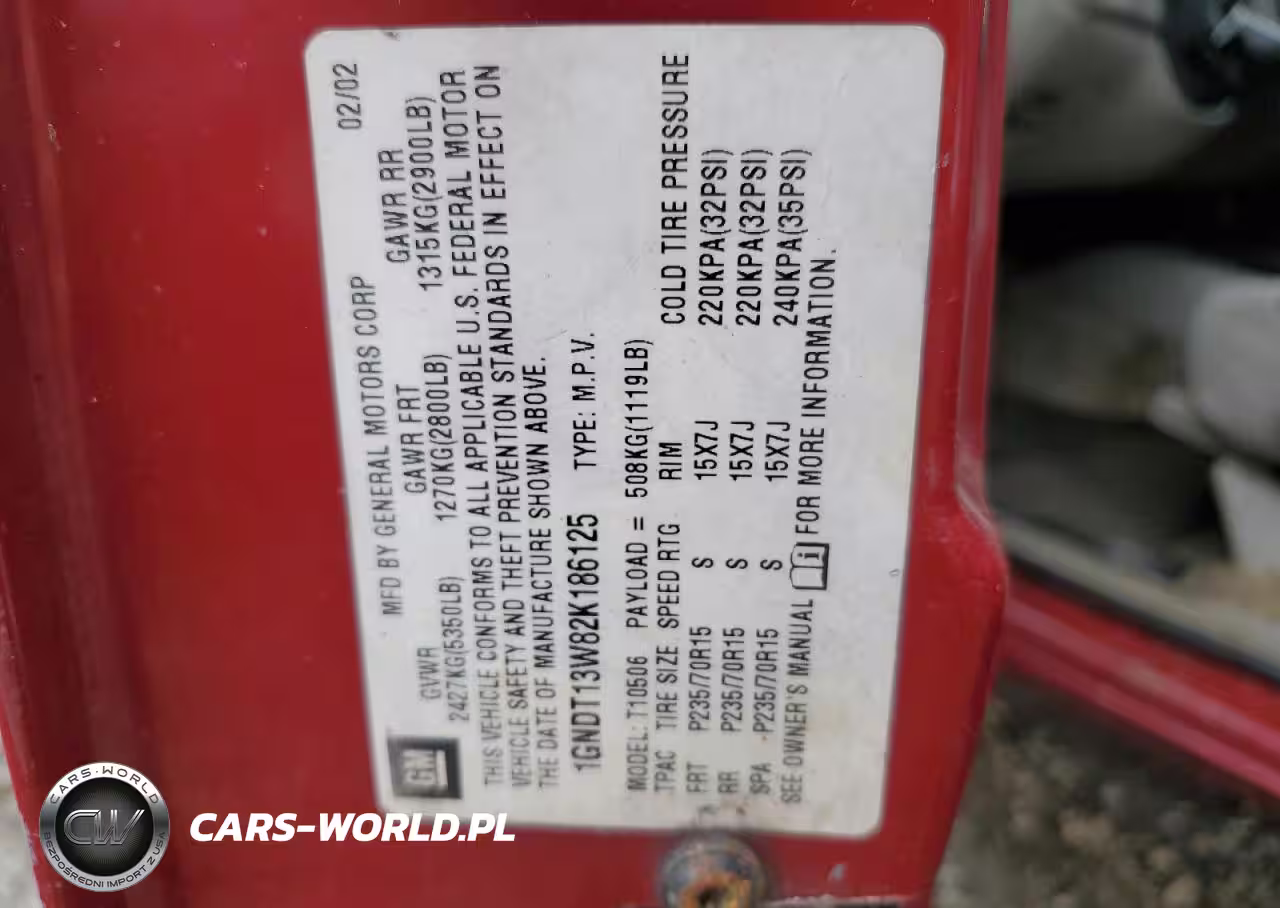 MFD BY GENERAL MOTORS CORP 02/02
GVWR GAWR FRT GAWR RR
2427KG(5350LB) 1270KG(2800LB) 1315KG(2900LB)
THIS VEHICLE CONFORMS TO ALL APPLICABLE U.S. FEDERAL MOTOR
VEHICLE SAFETY AND THEFT PREVENTION STANDARDS IN EFFECT ON
THE DATE OF MANUFACTURE SHOWN ABOVE.
1GNDT13W82K186125 TYPE: M.P.V.
MODEL: T10506 PAYLOAD = 508KG(1119LB)
TPAC TIRE SIZE SPEED RTG RIM COLD TIRE PRESSURE
FRT P235/70R15 S 15X7J 220KPA(32PSI)
RR P235/70R15 S 15X7J 220KPA(32PSI)
SPA P235/70R15 S 15X7J 240KPA(35PSI)
SEE OWNER'S MANUAL i FOR MORE INFORMATION.
GM
CARS-WORLD
CW
BEZPOŚREDNI IMPORT Z USA
CARS-WORLD.PL